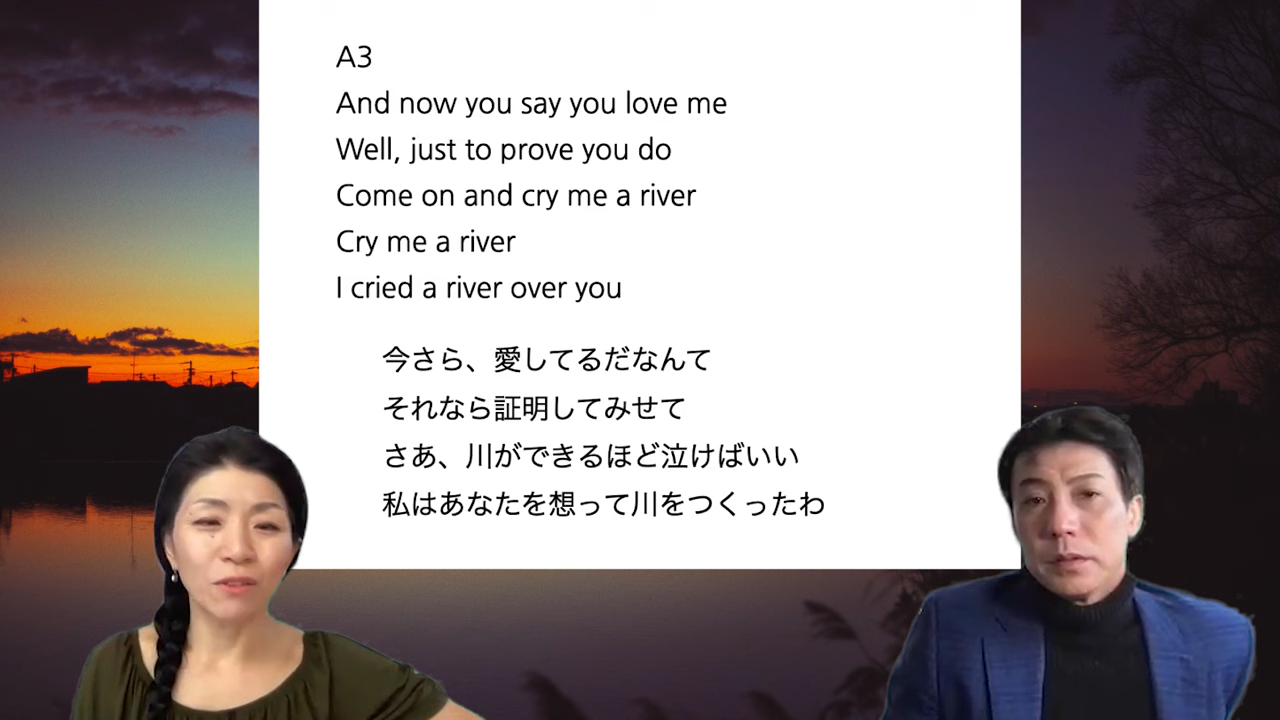 A3
And now you say you love me
Well, just to prove you do
Come on and cry me a river
Cry me a river
I cried a river over you
今さら、愛してるだなんて
それなら証明してみせて
さあ、川ができるほど泣けばいい
私はあなたを想って川をつくったわ